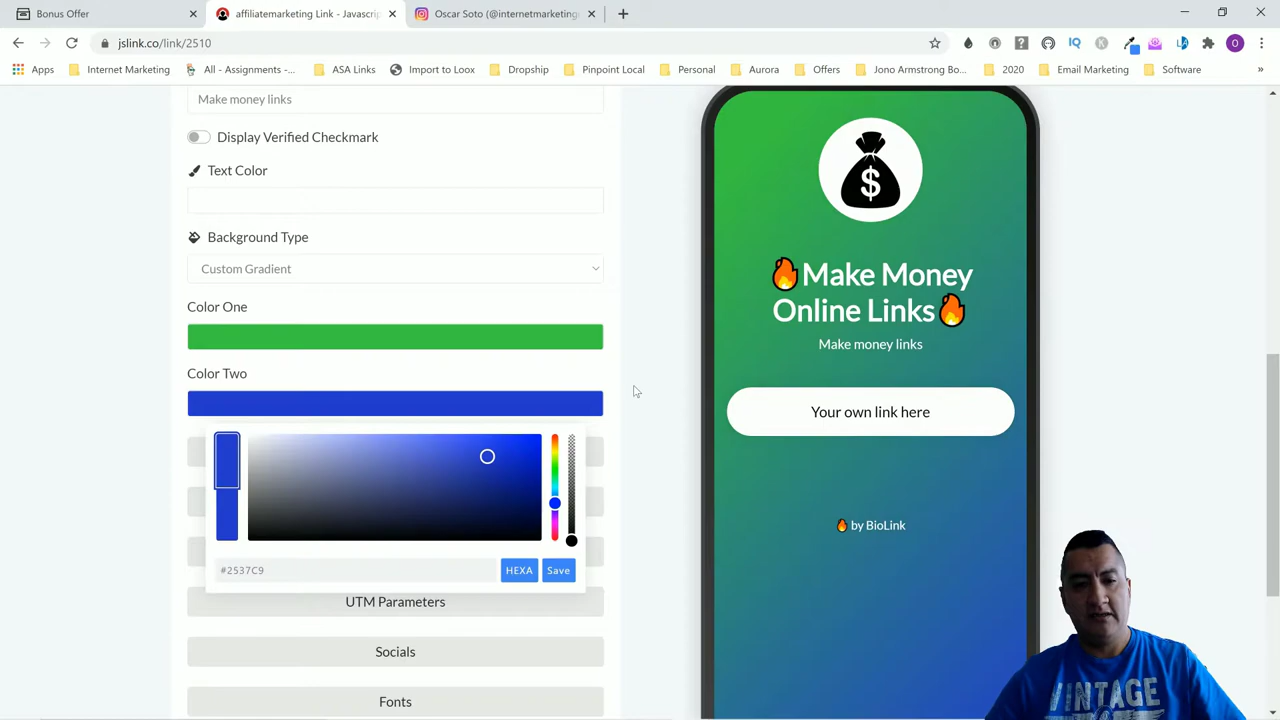 Bonus Offer
affiliatemarketing Link - Javascrip
Oscar Soto (@internetmarketing
jslink.co/link/2510
Apps
Internet Marketing
All - Assignments -...
ASA Links
Import to Loox
Dropship
Pinpoint Local
Personal
Aurora
Offers
Jono Armstrong Bo...
2020
Email Marketing
Software
Make money links
Display Verified Checkmark
Text Color
Background Type
Custom Gradient
Color One
Color Two
#2537C9
HEXA
Save
UTM Parameters
Socials
Fonts
$
🔥Make Money
Online Links🔥
Make money links
Your own link here
🔥 by BioLink
VINTAGE